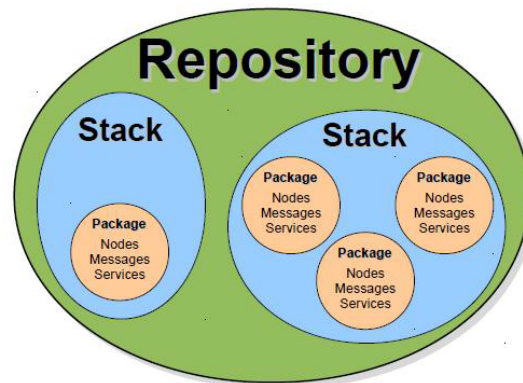 Repository
Stack
Package
Nodes
Messages
Services
Stack
Package
Nodes
Messages
Services
Package
Nodes
Messages
Services
Package
Nodes
Messages
Services